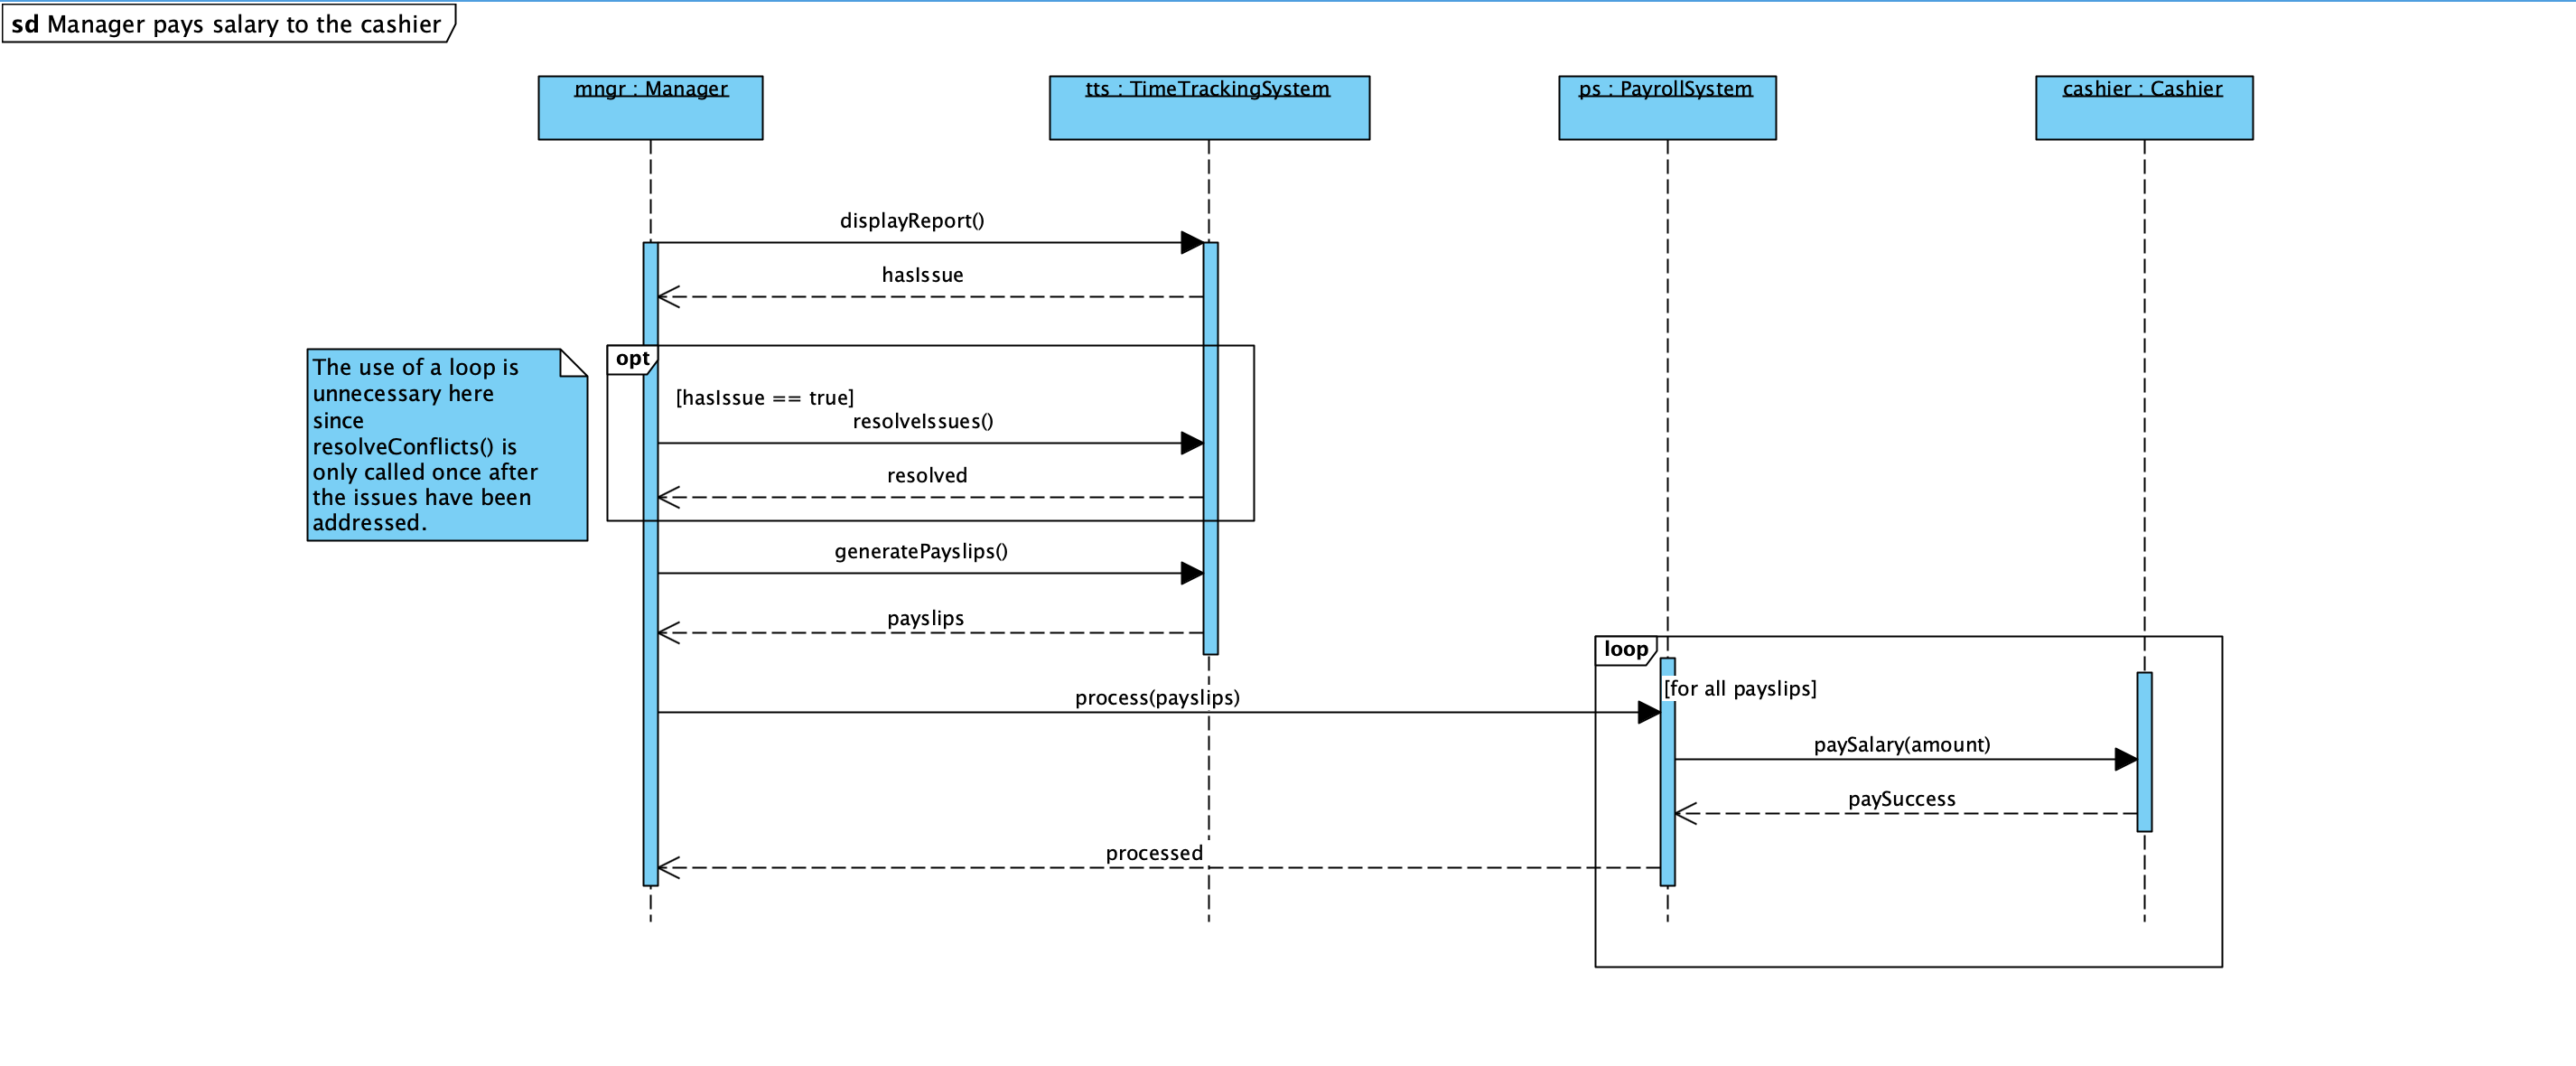 sd Manager pays salary to the cashier
mngr : Manager
tts : TimeTrackingSystem
ps : PayrollSystem
cashier : Cashier
displayReport()
hasIssue
The use of a loop is
unnecessary here
since
resolveConflicts() is
only called once after
the issues have been
addressed.
opt
[hasIssue == true]
resolveIssues()
resolved
generatePayslips()
payslips
loop
[for all payslips]
process(payslips)
paySalary(amount)
paySuccess
processed